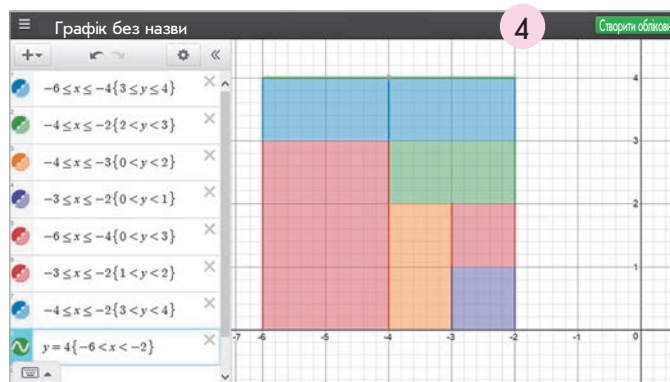 Графік без назви
4
Створити обліковий
−6 ≤ x ≤ −4{3 ≤ y ≤ 4}
−4 ≤ x ≤ −2{2 < y < 3}
−4 ≤ x ≤ −3{0 < y < 2}
−3 ≤ x ≤ −2{0 < y < 1}
−6 ≤ x ≤ −4{0 < y < 3}
−3 ≤ x ≤ −2{1 < y < 2}
−4 ≤ x ≤ −2{3 < y < 4}
y = 4{−6 < x < −2}
4
3
2
1
-7 -6 -5 -4 -3 -2 -1 0